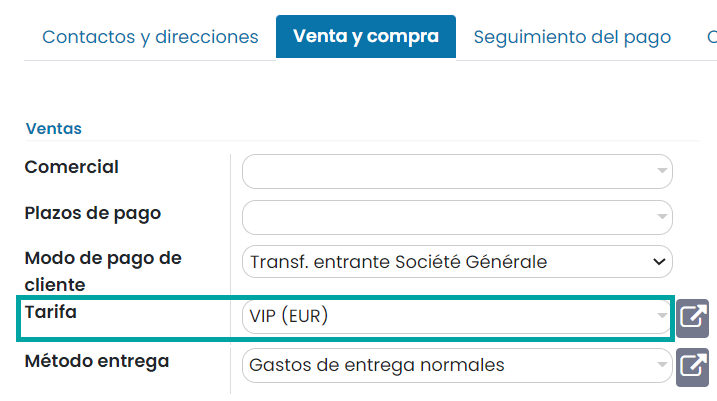 Contactos y direcciones Venta y compra Seguimiento del pago
Ventas
Comercial
Plazos de pago
Modo de pago de Transf. entrante Société Générale
cliente
Tarifa VIP (EUR)
Método entrega Gastos de entrega normales